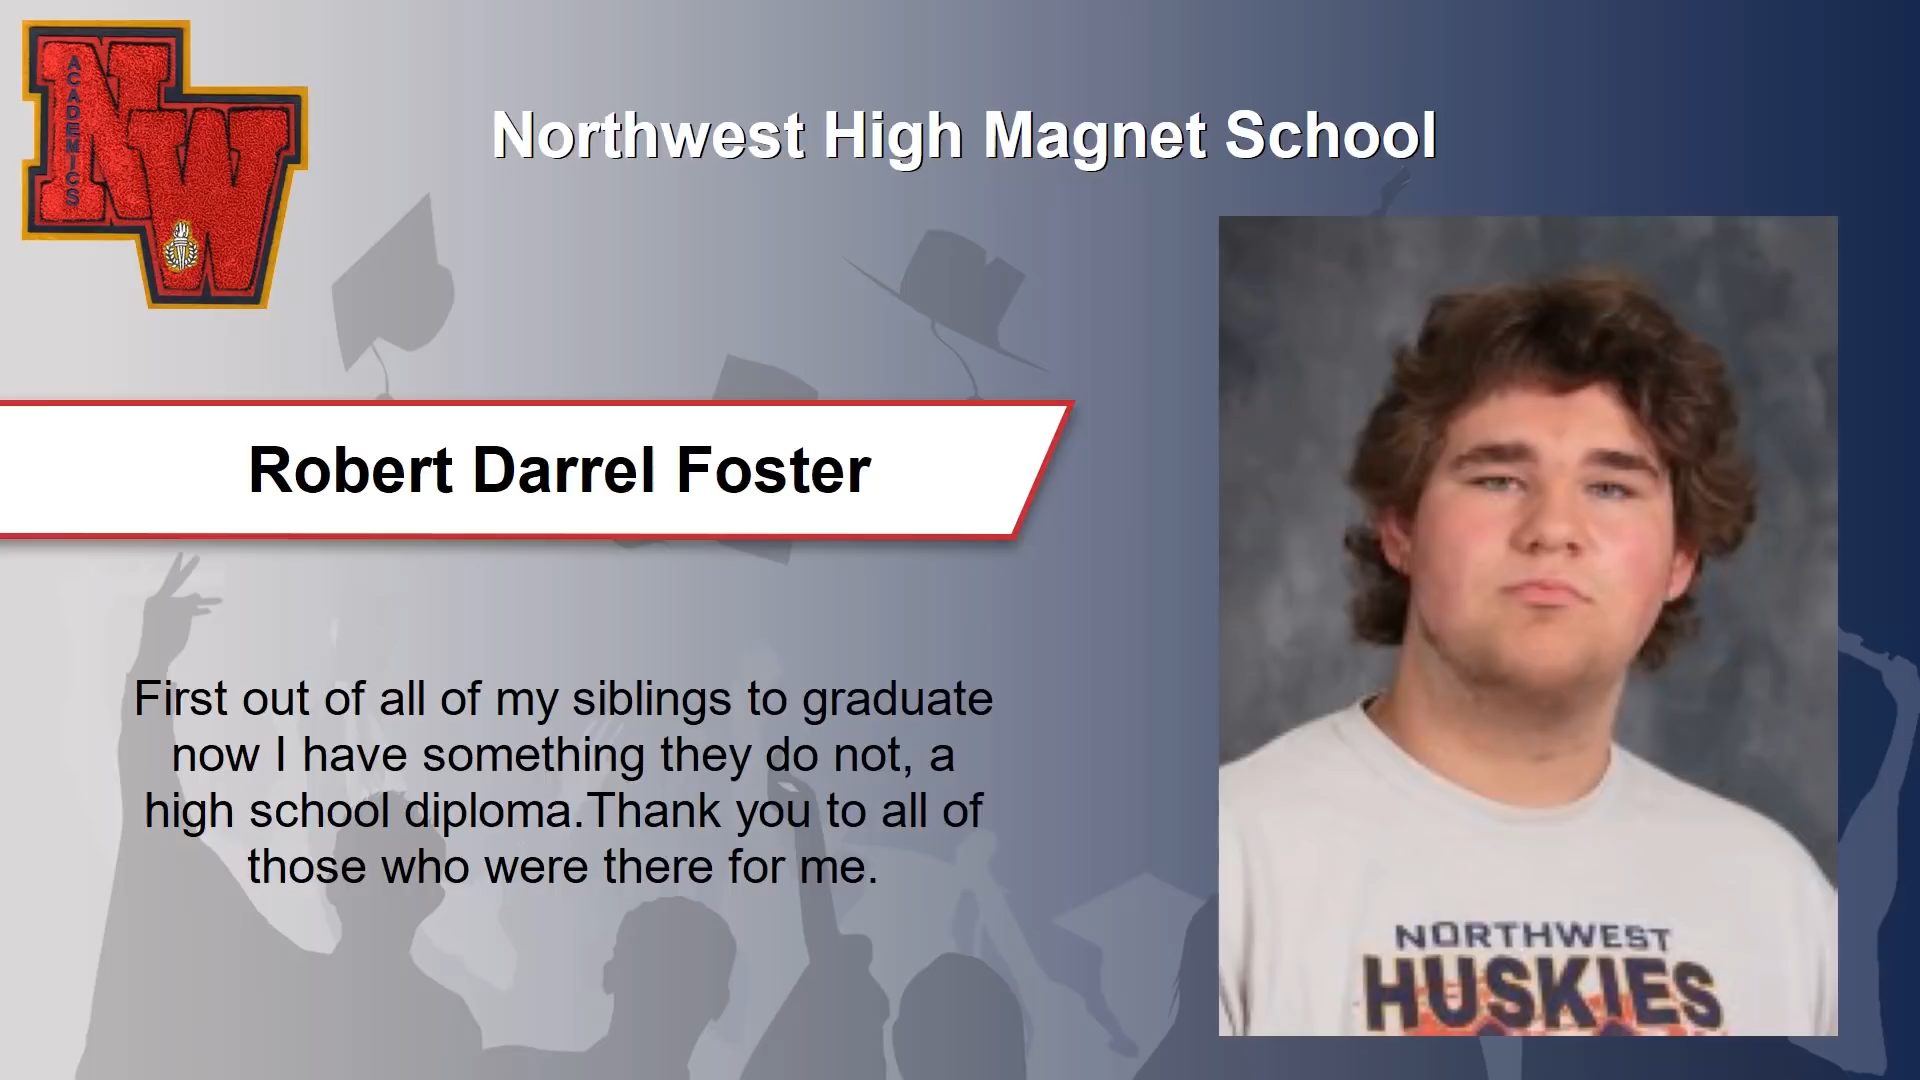 ACADEMICS
NW
Northwest High Magnet School
Robert Darrel Foster
First out of all of my siblings to graduate
now I have something they do not, a
high school diploma.Thank you to all of
those who were there for me.
NORTHWEST
HUSKIES